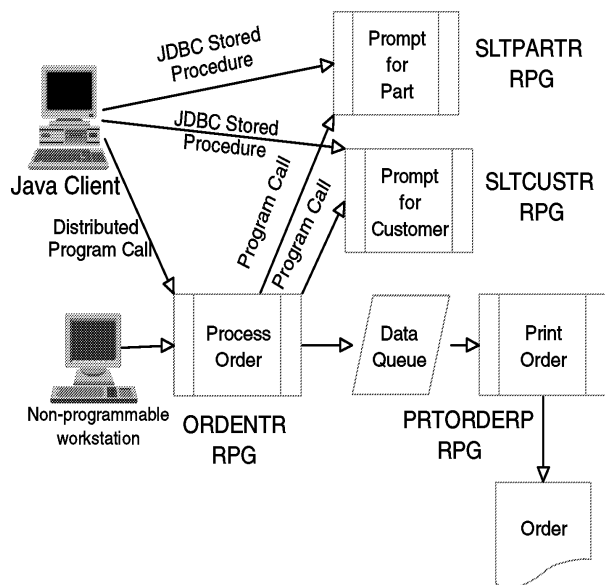 JDBC Stored
Procedure
Prompt
for
Part
SLTPARTR
RPG
JDBC Stored
Procedure
Java Client
Program Call
Program Call
Prompt
for
Customer
SLTCUSTR
RPG
Distributed
Program Call
Process
Order
Data
Queue
Print
Order
Non-programmable
workstation
ORDENTR
RPG
PRTORDERP
RPG
Order